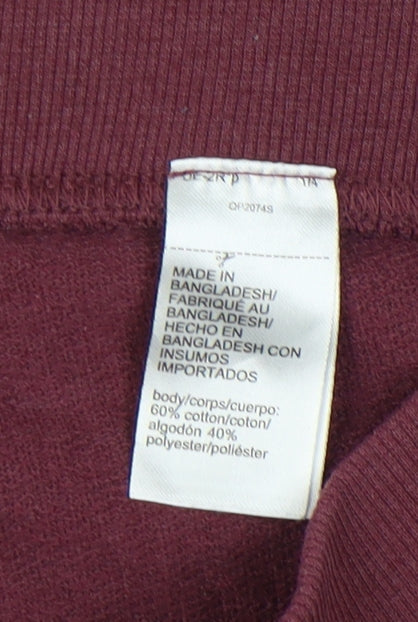 OP2074S
MADE IN
BANGLADESH/
FABRIQUÉ AU
BANGLADESH/
HECHO EN
BANGLADESH CON
INSUMOS
IMPORTADOS
body/corps/cuerpo:
60% cotton/coton/
algodón 40%
polyester/poliéster